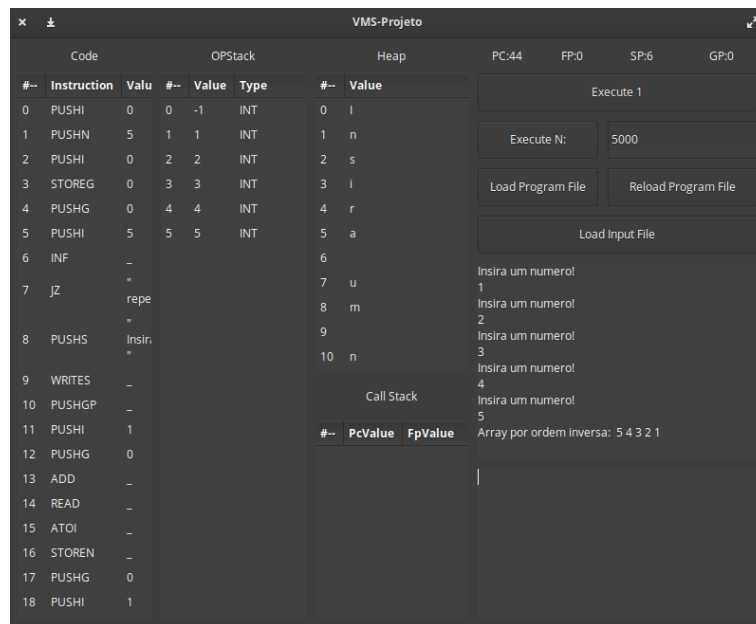 VMS-Projeto
Code OPStack Heap PC:44 FP:0 SP:6 GP:0
#-- Instruction Valu #-- Value Type #-- Value
Execute 1
0 PUSHI 0 0 -1 INT 0 I
1 PUSHN 5 1 1 INT 1 n
Execute N: 5000
2 PUSHI 0 2 2 INT 2 s
3 STOREG 0 3 3 INT 3 i
Load Program File Reload Program File
4 PUSHG 0 4 4 INT 4 r
5 PUSHI 5 5 5 INT 5 a
Load Input File
6 INF _ 6
7 JZ " repe 7 u
8 PUSHS " Insir " 8 m
9
10 n
9 WRITES _
10 PUSHGP _
11 PUSHI 1
12 PUSHG 0
13 ADD _
14 READ _
15 ATOI _
16 STOREN _
17 PUSHG 0
18 PUSHI 1
Call Stack
#-- PcValue FpValue
Insira um numero!
1
Insira um numero!
2
Insira um numero!
3
Insira um numero!
4
Insira um numero!
5
Array por ordem inversa: 5 4 3 2 1